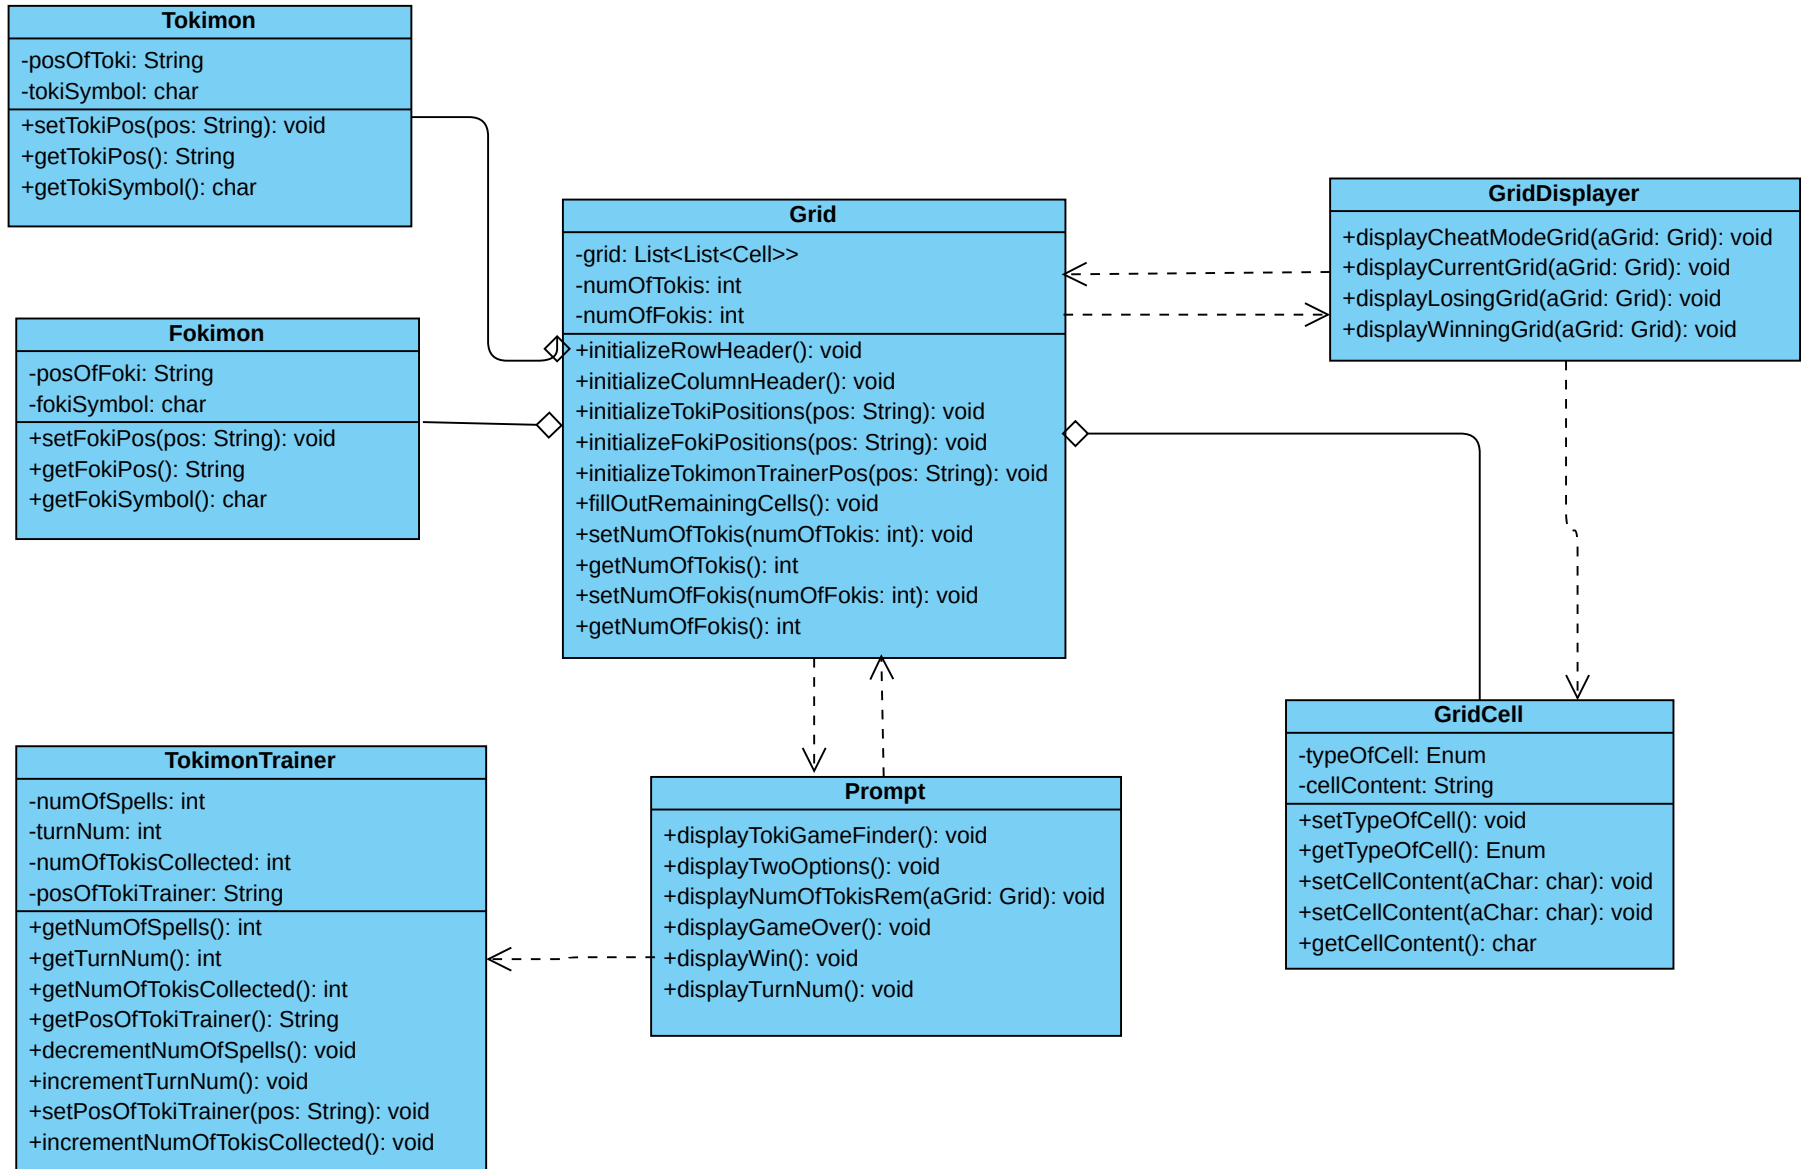 Tokimon
-posOfToki: String
-tokiSymbol: char
+setTokiPos(pos: String): void
+getTokiPos(): String
+getTokiSymbol(): char
Fokimon
-posOfFoki: String
-fokiSymbol: char
+setFokiPos(pos: String): void
+getFokiPos(): String
+getFokiSymbol(): char
Grid
-grid: List<List<Cell>>
-numOfTokis: int
-numOfFokis: int
+initializeRowHeader(): void
+initializeColumnHeader(): void
+initializeTokiPositions(pos: String): void
+initializeFokiPositions(pos: String): void
+initializeTokimonTrainerPos(pos: String): void
+fillOutRemainingCells(): void
+setNumOfTokis(numOfTokis: int): void
+getNumOfTokis(): int
+setNumOfFokis(numOfFokis: int): void
+getNumOfFokis(): int
GridDisplayer
+displayCheatModeGrid(aGrid: Grid): void
+displayCurrentGrid(aGrid: Grid): void
+displayLosingGrid(aGrid: Grid): void
+displayWinningGrid(aGrid: Grid): void
TokimonTrainer
-numOfSpells: int
-turnNum: int
-numOfTokisCollected: int
-posOfTokiTrainer: String
+getNumOfSpells(): int
+getTurnNum(): int
+getNumOfTokisCollected(): int
+getPosOfTokiTrainer(): String
+decrementNumOfSpells(): void
+incrementTurnNum(): void
+setPosOfTokiTrainer(pos: String): void
+incrementNumOfTokisCollected(): void
Prompt
+displayTokiGameFinder(): void
+displayTwoOptions(): void
+displayNumOfTokisRem(aGrid: Grid): void
+displayGameOver(): void
+displayWin(): void
+displayTurnNum(): void
GridCell
-typeOfCell: Enum
-cellContent: String
+setTypeOfCell(): void
+getTypeOfCell(): Enum
+setCellContent(aChar: char): void
+setCellContent(aChar: char): void
+getCellContent(): char